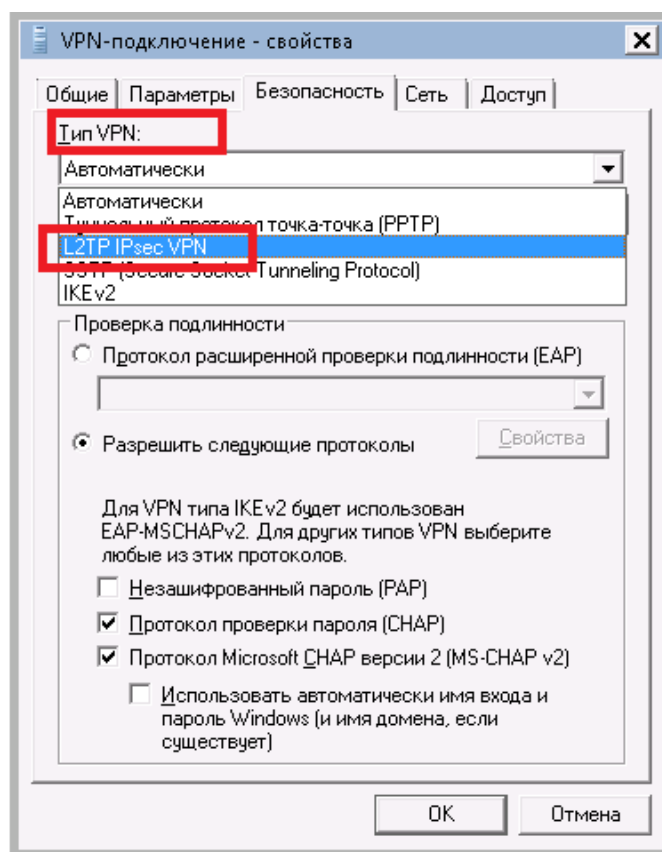 VPN-подключение - свойства
Общие Параметры Безопасность Сеть Доступ
Тип VPN:
Автоматически
Автоматически
Туннельный протокол точка-точка (PPTP)
L2TP IPsec VPN
SSTP (Secure Socket Tunneling Protocol)
IKEv2
Проверка подлинности
Протокол расширенной проверки подлинности (EAP)
Свойства
Разрешить следующие протоколы
Для VPN типа IKEv2 будет использован
EAP-MSCHAPv2. Для других типов VPN выберите
любые из этих протоколов.
Незашифрованный пароль (PAP)
Протокол проверки пароля (CHAP)
Протокол Microsoft CHAP версии 2 (MS-CHAP v2)
Использовать автоматически имя входа и
пароль Windows (и имя домена, если
существует)
OK Отмена